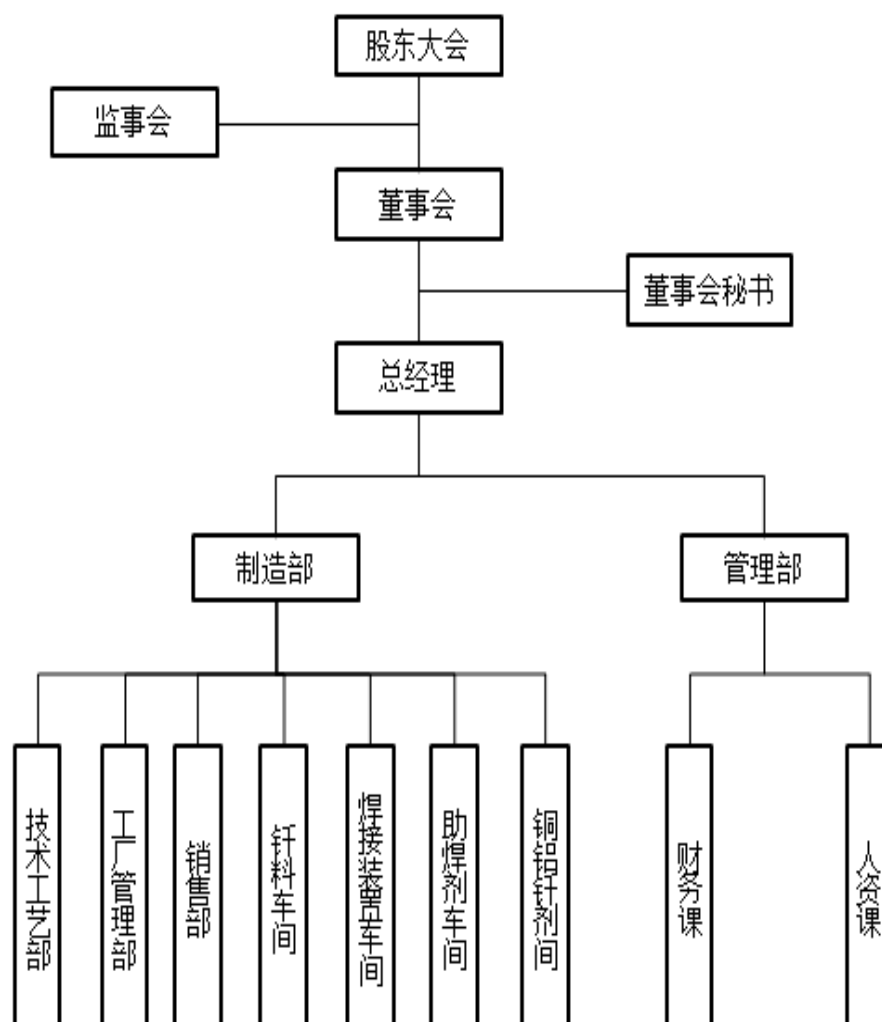 股东大会
监事会
董事会
董事会秘书
总经理
制造部
管理部
技术工艺部
工厂管理部
销售部
钎料车间
焊接装置车间
助焊剂车间
铜铝钎剂间
财务课
人资课